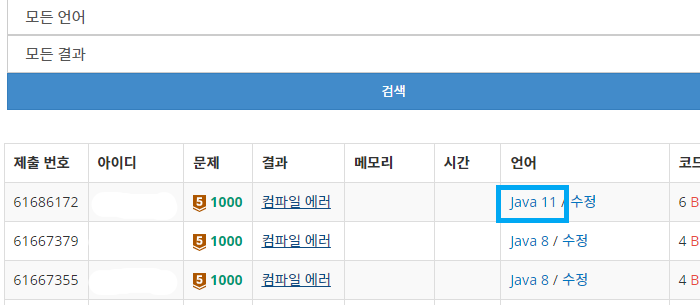 모든 언어
모든 결과
검색
제출 번호 아이디 문제 결과 메모리 시간 언어 코드
61686172 5 1000 컴파일 에러 Java 11 / 수정 6 B
61667379 5 1000 컴파일 에러 Java 8 / 수정 4 B
61667355 5 1000 컴파일 에러 Java 8 / 수정 4 B